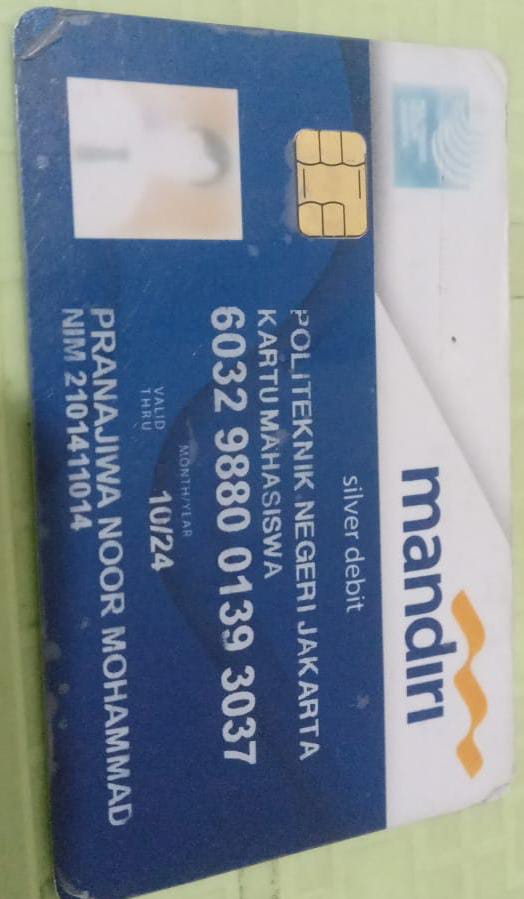 mandiri
silver debit
POLITEKNIK NEGERI JAKARTA
KARTU MAHASISWA
6032 9880 0139 3037
MONTH/YEAR
VALID THRU 10/24
PRANAJIWA NOOR MOHAMMAD
NIM 2101411014